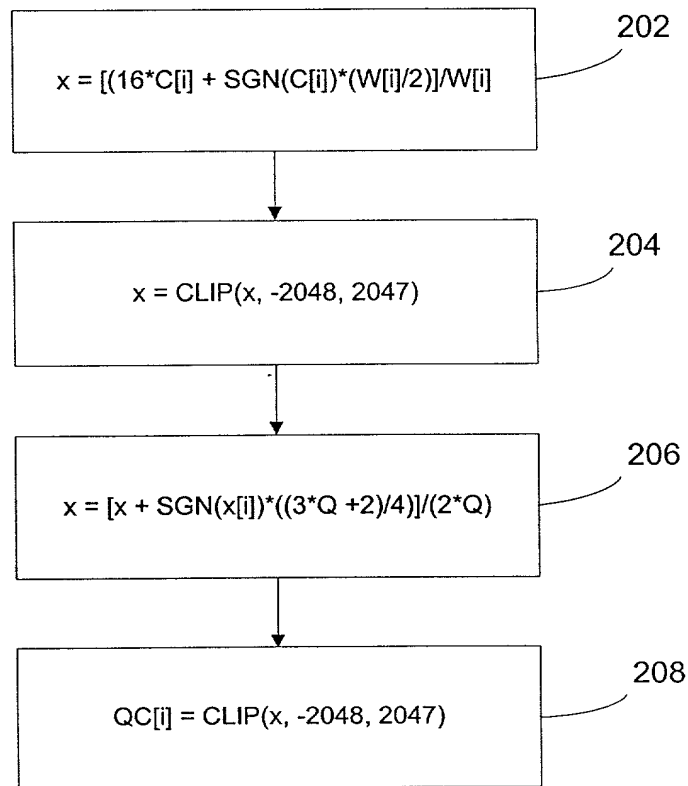 202
x = [(16*C[i] + SGN(C[i])*(W[i]/2)]/W[i]
204
x = CLIP(x, -2048, 2047)
206
x = [x + SGN(x[i])*((3*Q +2)/4)]/(2*Q)
208
QC[i] = CLIP(x, -2048, 2047)